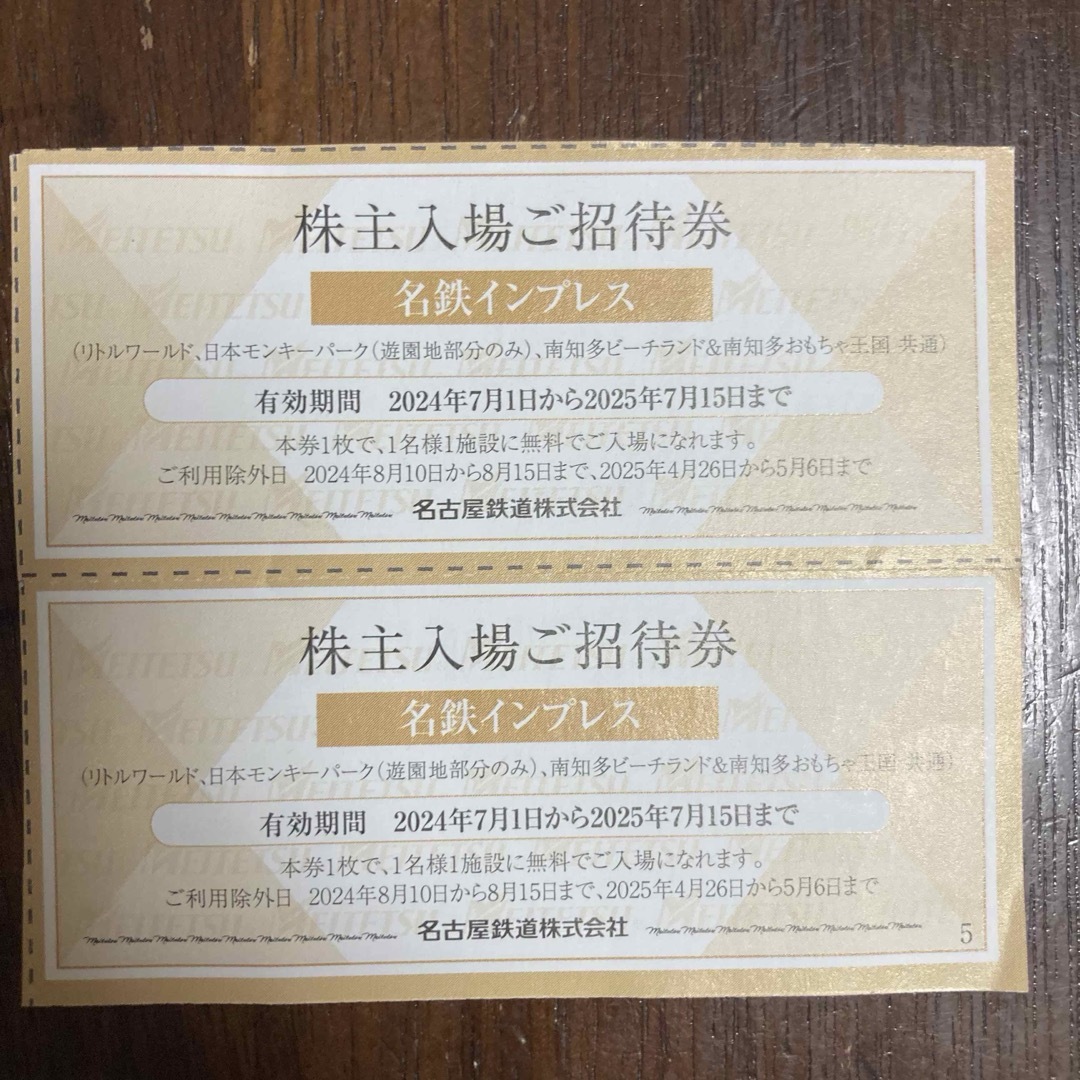 株主入場ご招待券
名鉄インプレス
(リトルワールド、日本モンキーパーク(遊園地部分のみ)、南知多ビーチランド&南知多おもちゃ王国 共通)
有効期間 2024年7月1日から2025年7月15日まで
本券1枚で、1名様1施設に無料でご入場になれます。
ご利用除外日 2024年8月10日から8月15日まで、2025年4月26日から5月6日まで
名古屋鉄道株式会社
株主入場ご招待券
名鉄インプレス
(リトルワールド、日本モンキーパーク(遊園地部分のみ)、南知多ビーチランド&南知多おもちゃ王国 共通)
有効期間 2024年7月1日から2025年7月15日まで
本券1枚で、1名様1施設に無料でご入場になれます。
ご利用除外日 2024年8月10日から8月15日まで、2025年4月26日から5月6日まで
名古屋鉄道株式会社
5